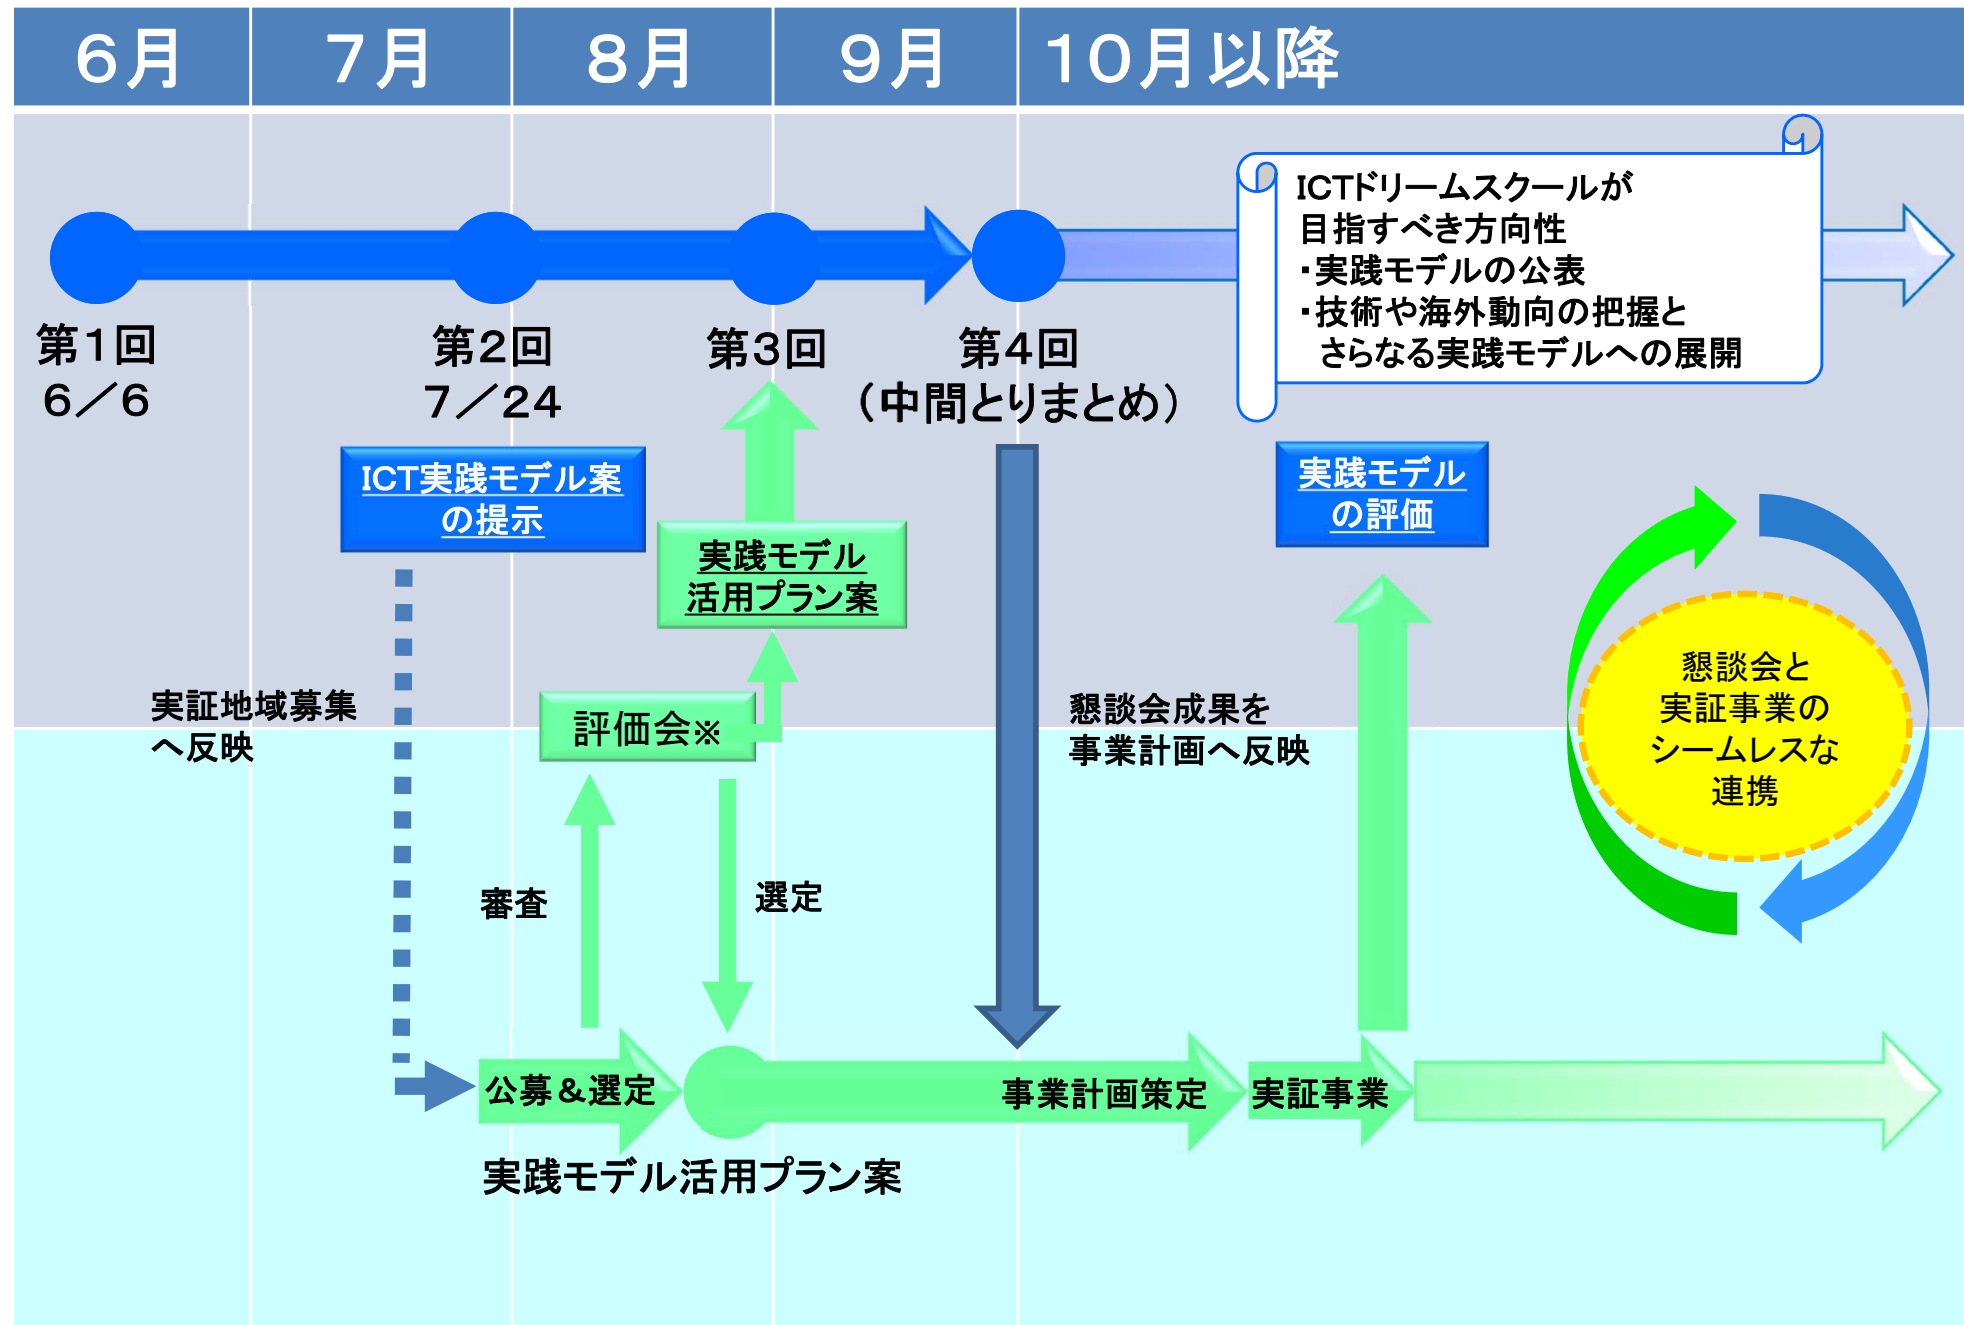 6月
7月
8月
9月
10月以降
ICTドリームスクールが
目指すべき方向性
・実践モデルの公表
・技術や海外動向の把握と
さらなる実践モデルへの展開
第1回
6／6
第2回
7／24
第3回
第4回
（中間とりまとめ）
ICT実践モデル案
の提示
実践モデル
活用プラン案
実践モデル
の評価
実証地域募集
へ反映
評価会※
懇談会成果を
事業計画へ反映
懇談会と
実証事業の
シームレスな
連携
審査
選定
公募＆選定
事業計画策定
実証事業
実践モデル活用プラン案